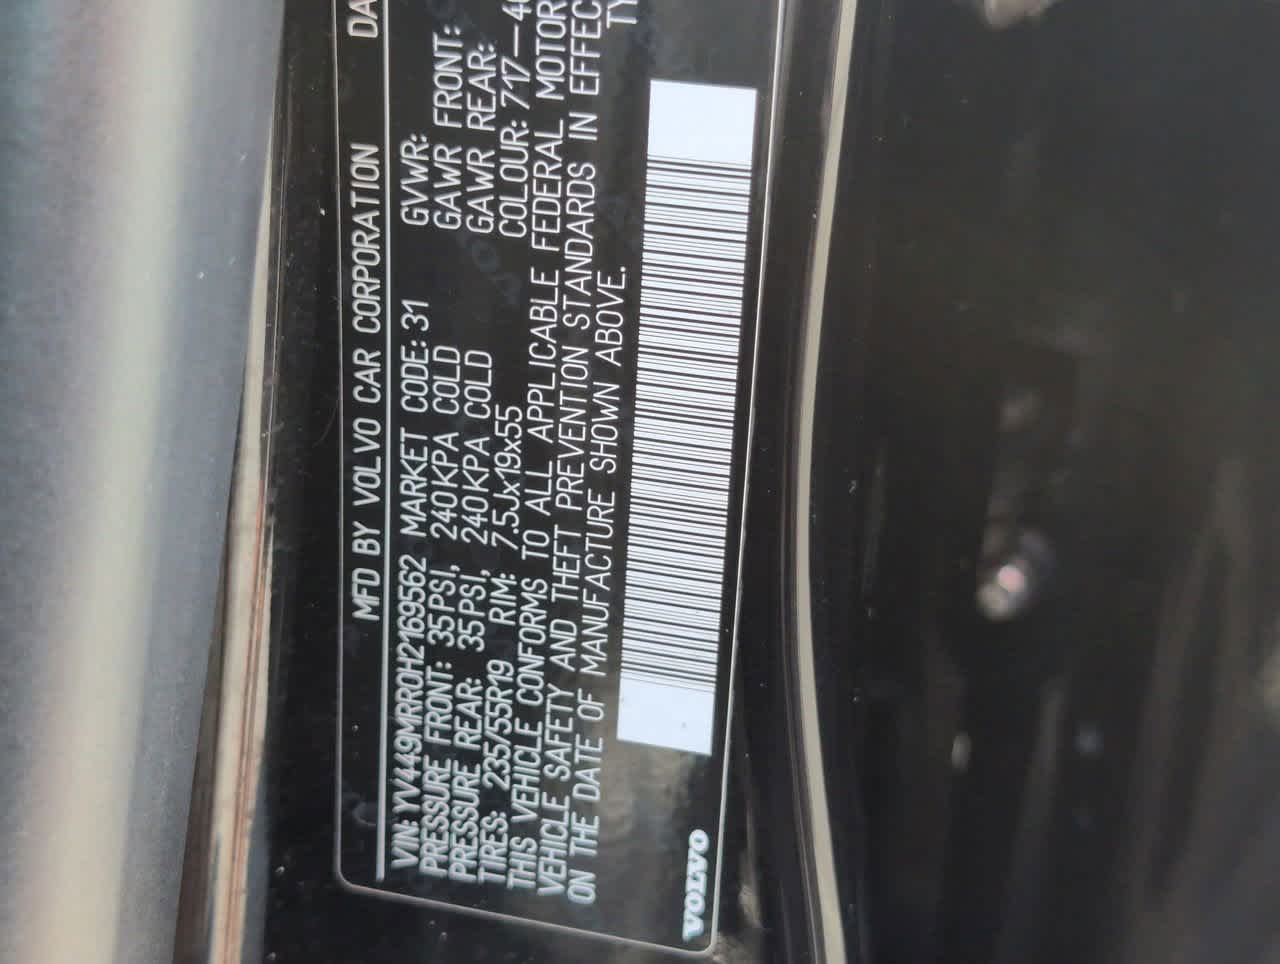 MFD BY VOLVO CAR CORPORATION DA
VIN: YV449MRR0H2169562 MARKET CODE: 31 GVWR:
PRESSURE FRONT: 35PSI, 240KPA COLD GAWR FRONT:
PRESSURE REAR: 35PSI, 240KPA COLD GAWR REAR:
TIRES: 235/55R19 RIM: 7.5Jx19x55 COLOUR: 717-46
THIS VEHICLE CONFORMS TO ALL APPLICABLE FEDERAL MOTOR
VEHICLE SAFETY AND THEFT PREVENTION STANDARDS IN EFFEC
ON THE DATE OF MANUFACTURE SHOWN ABOVE. TY
VOLVO